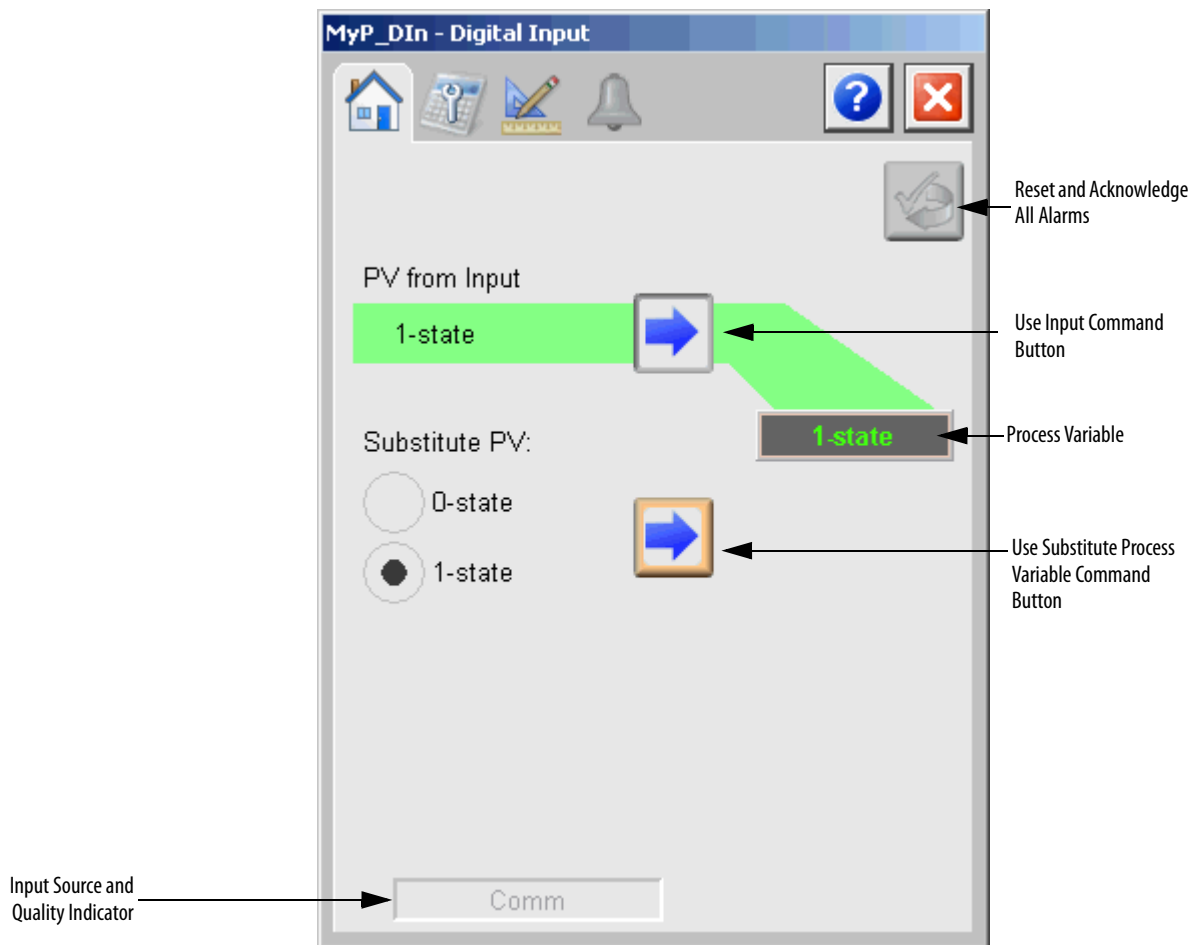 MyP_DIn - Digital Input
?
Reset and Acknowledge
All Alarms
PV from Input
1-state
Use Input Command
Button
1-state
Process Variable
Substitute PV:
0-state
1-state
Use Substitute Process
Variable Command
Button
Input Source and
Quality Indicator
Comm